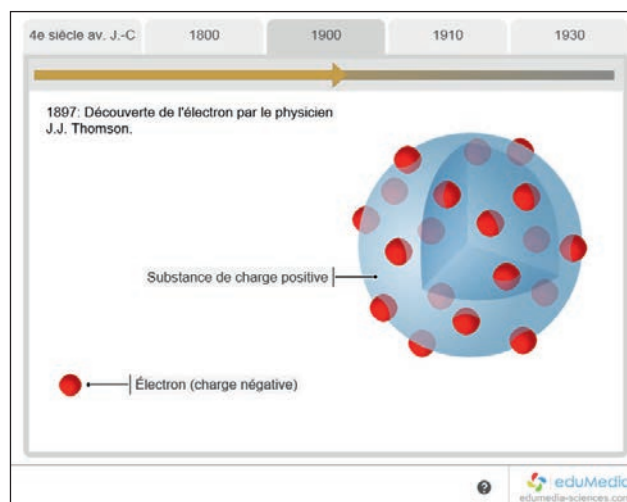 4e siècle av. J.-C
1800
1900
1910
1930
1897: Découverte de l'électron par le physicien
J.J. Thomson.
Substance de charge positive
Électron (charge négative)
?
eduMedia
edumedia-sciences.com